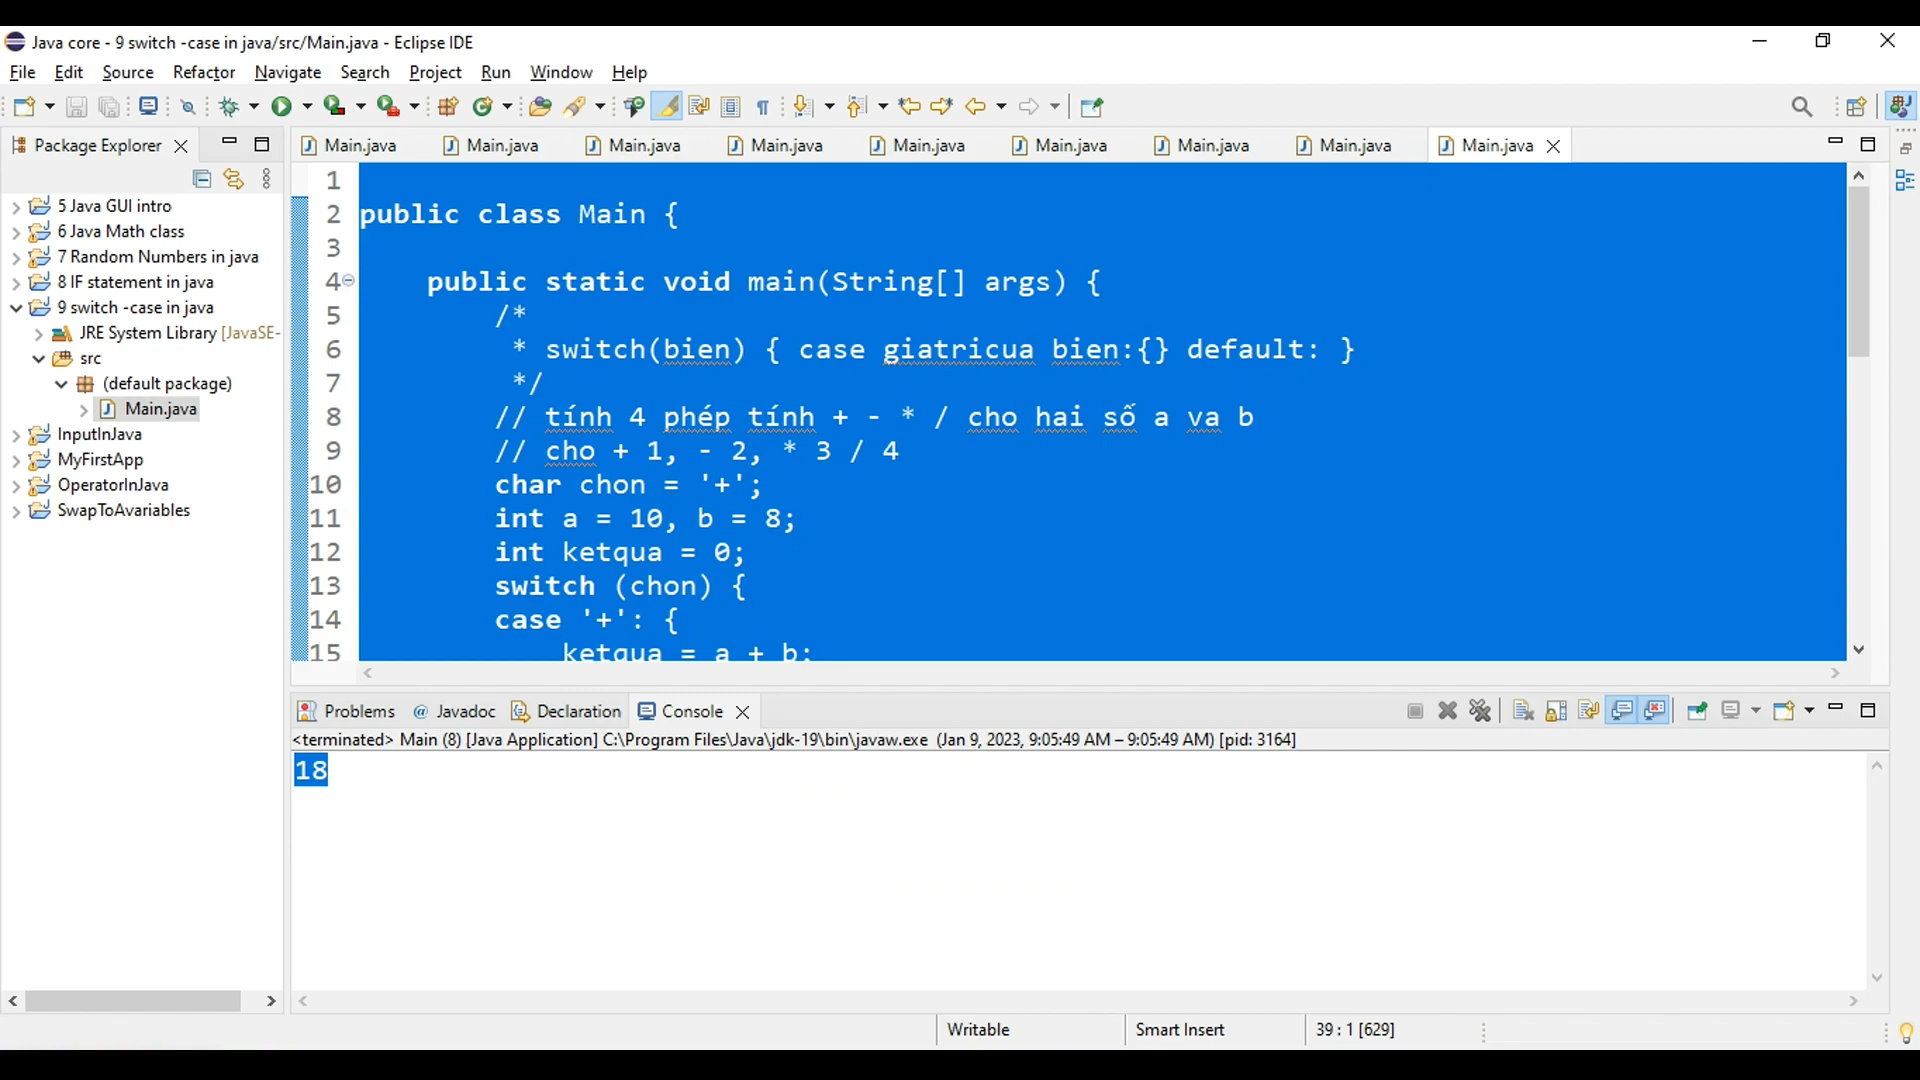 Java core - 9 switch -case in java/src/Main.java - Eclipse IDE
File Edit Source Refactor Navigate Search Project Run Window Help
Package Explorer
Main.java Main.java Main.java Main.java Main.java Main.java Main.java Main.java Main.java
5 Java GUI intro
6 Java Math class
7 Random Numbers in java
8 IF statement in java
9 switch -case in java
JRE System Library [JavaSE-
src
(default package)
Main.java
InputInJava
MyFirstApp
OperatorInJava
SwapToAvariables
1
2 public class Main {
3
4 public static void main(String[] args) {
5 /*
6 * switch(bien) { case giatricua bien:{} default: }
7 */
8 // tính 4 phép tính + - * / cho hai số a va b
9 // cho + 1, - 2, * 3 / 4
10 char chon = '+';
11 int a = 10, b = 8;
12 int ketqua = 0;
13 switch (chon) {
14 case '+': {
15 ketqua = a + b;
Problems Javadoc Declaration Console
<terminated> Main (8) [Java Application] C:\Program Files\Java\jdk-19\bin\javaw.exe (Jan 9, 2023, 9:05:49 AM – 9:05:49 AM) [pid: 3164]
18
Writable Smart Insert 39 : 1 [629]